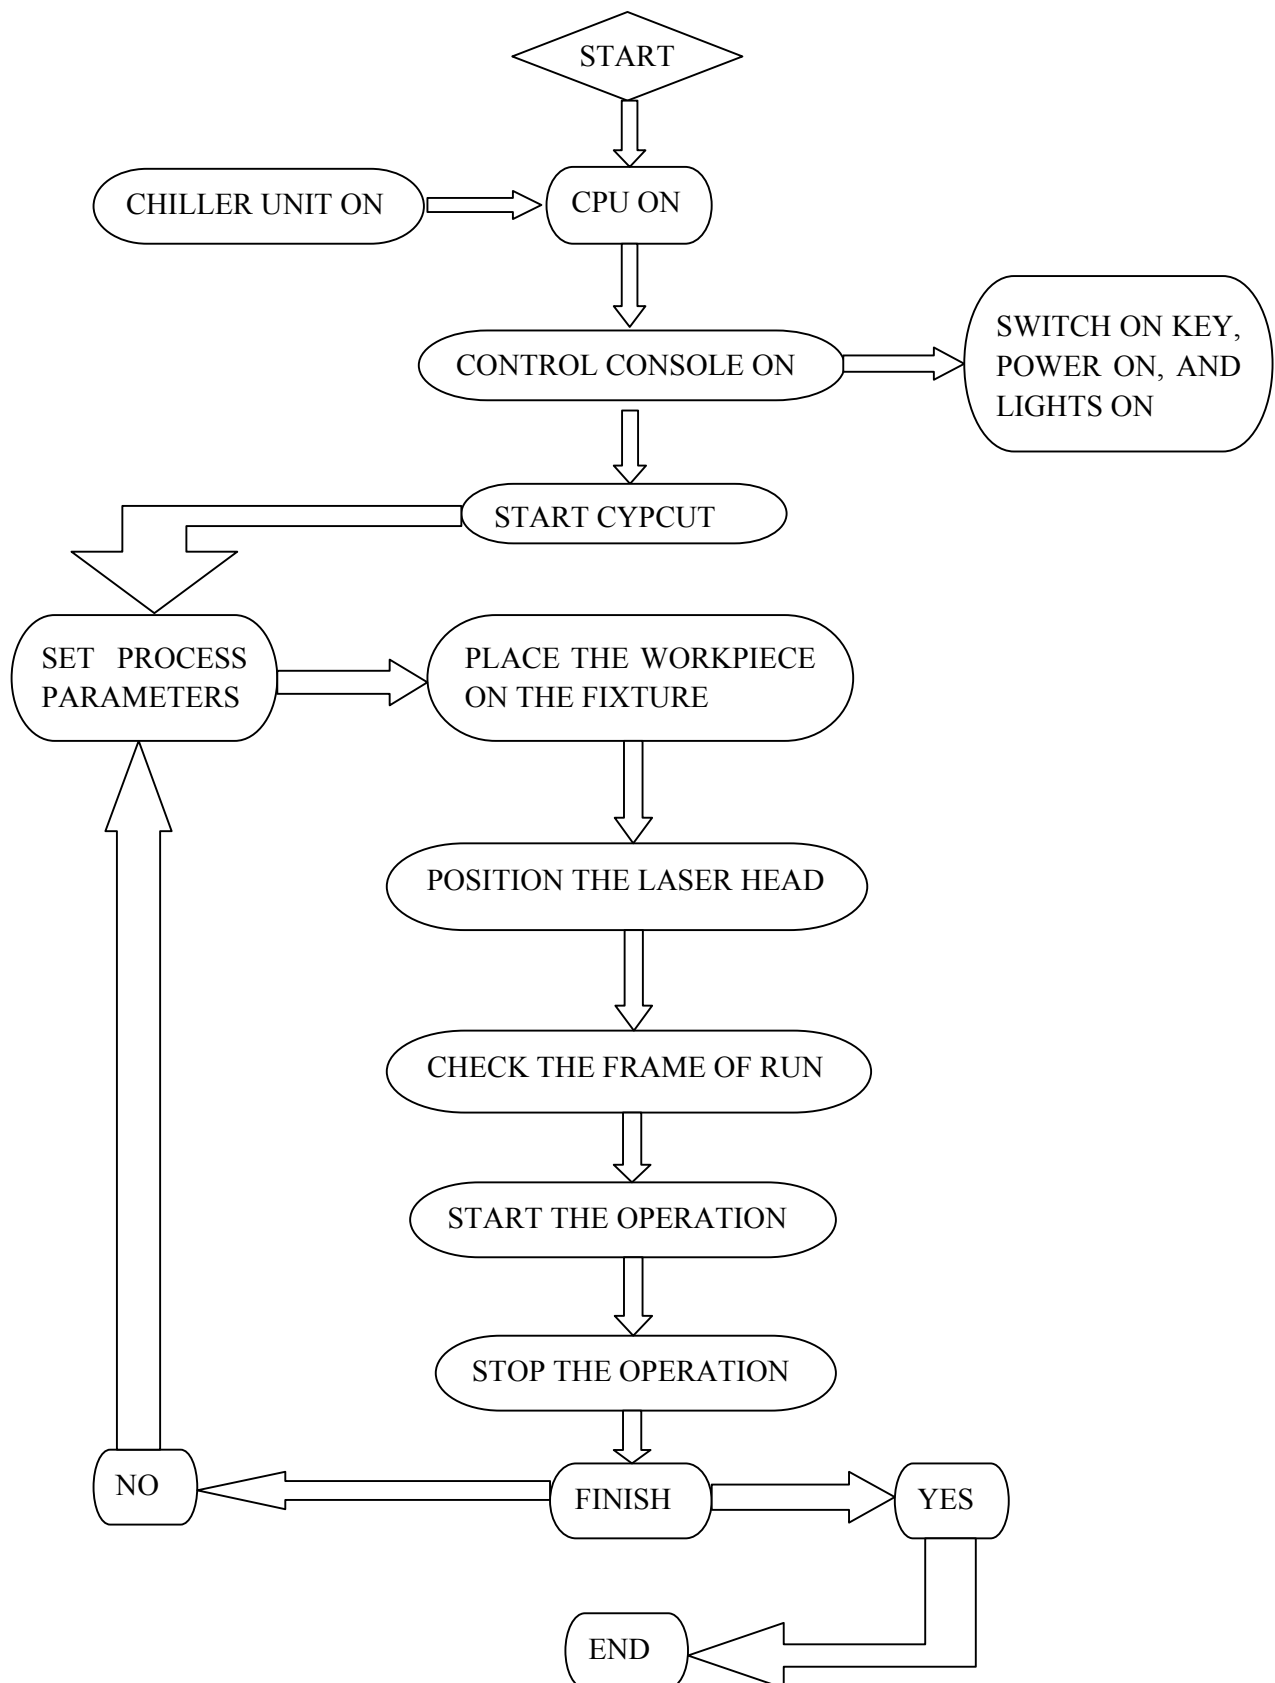 START
CHILLER UNIT ON
CPU ON
SWITCH ON KEY,
POWER ON, AND
LIGHTS ON
CONTROL CONSOLE ON
START CYPCUT
SET PROCESS
PARAMETERS
PLACE THE WORKPIECE
ON THE FIXTURE
POSITION THE LASER HEAD
CHECK THE FRAME OF RUN
START THE OPERATION
STOP THE OPERATION
NO
FINISH
YES
END